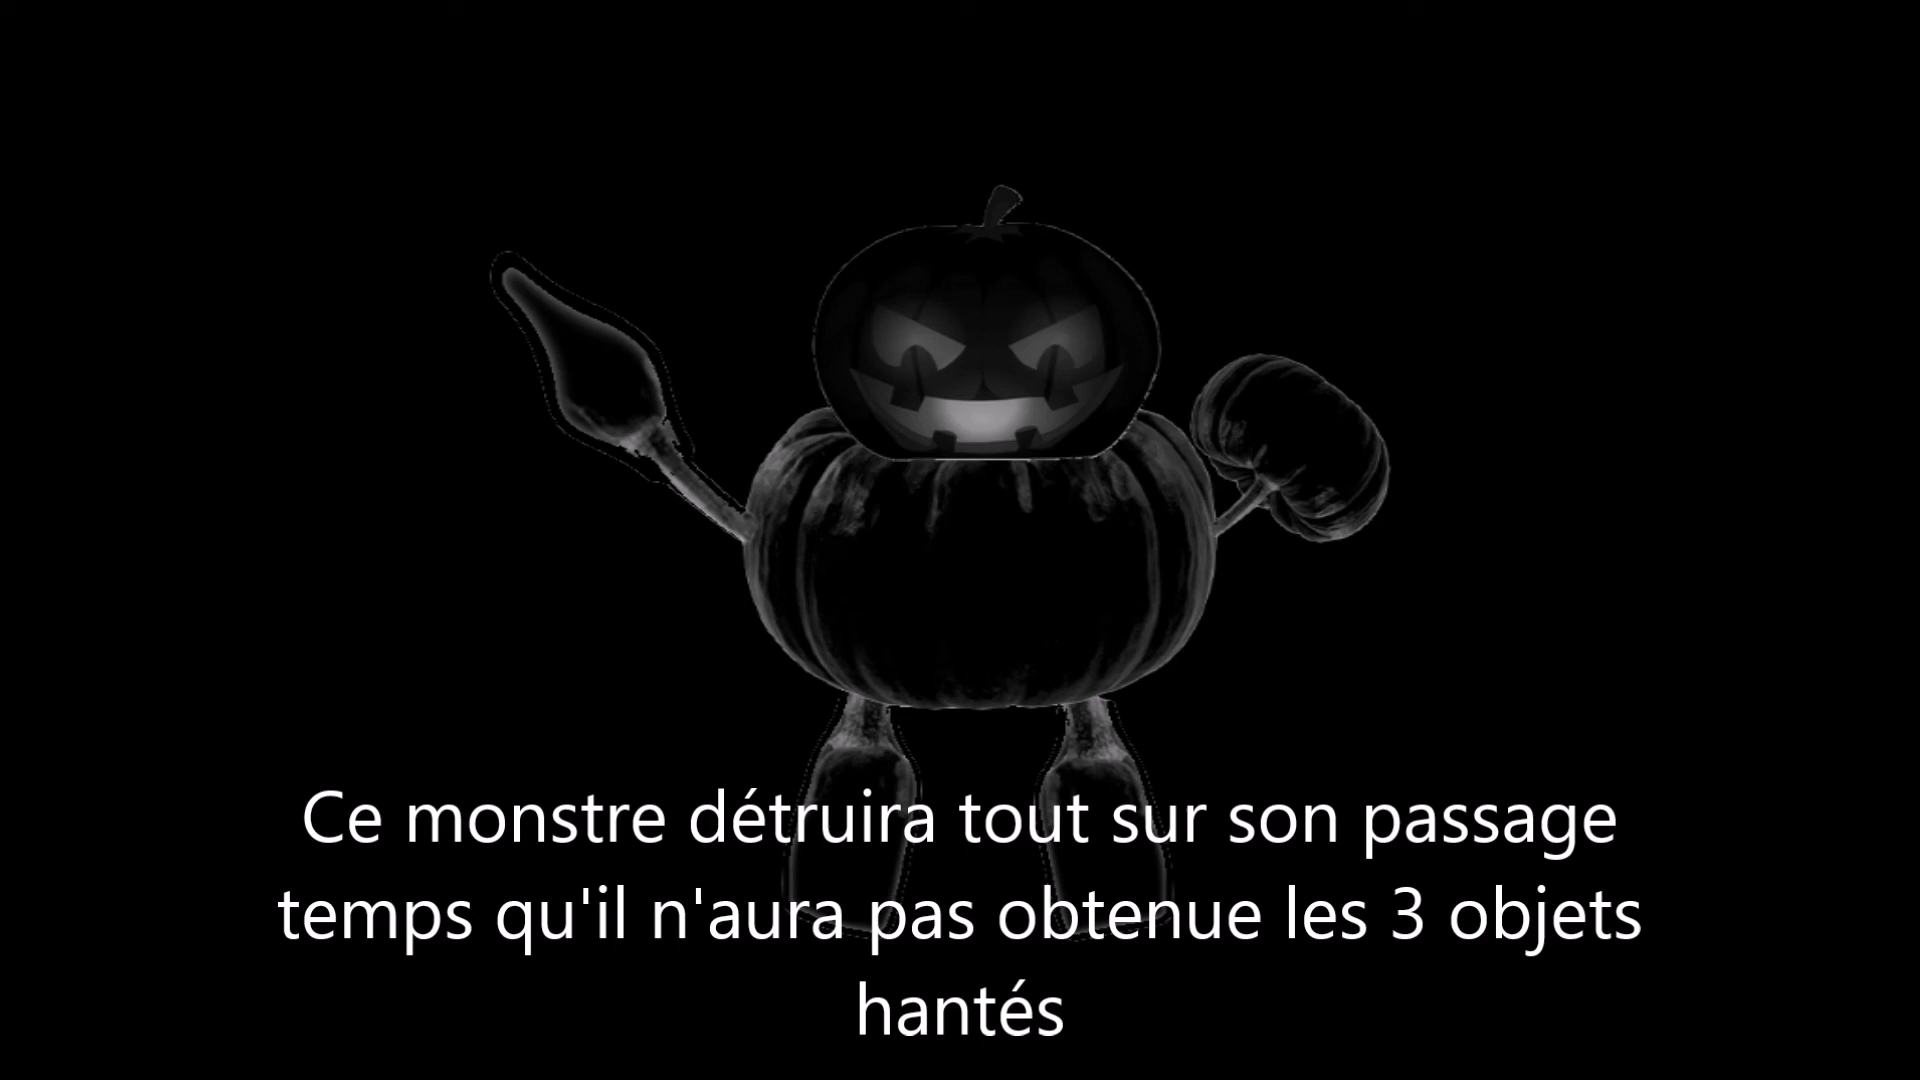 Ce monstre détruira tout sur son passage
temps qu'il n'aura pas obtenue les 3 objets
hantés